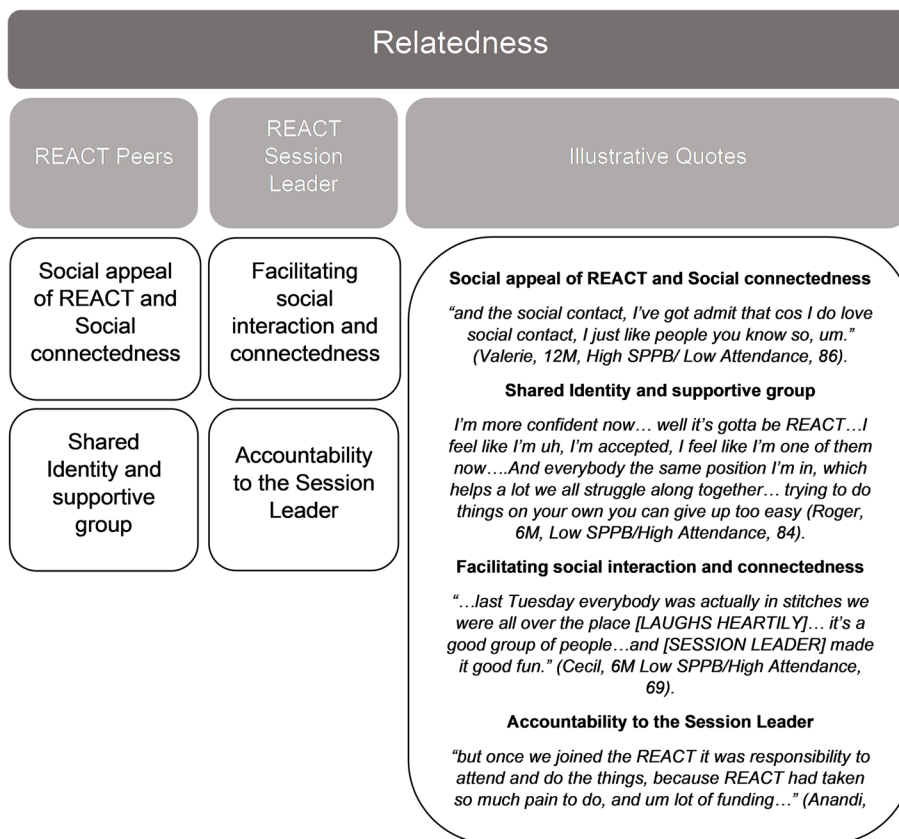 Relatedness
REACT Peers
REACT
Session
Leader
Illustrative Quotes
Social appeal
of REACT and
Social
connectedness
Facilitating
social
interaction and
connectedness
Shared
Identity and
supportive
group
Accountability
to the Session
Leader
Social appeal of REACT and Social connectedness
“and the social contact, I’ve got admit that cos I do love
social contact, I just like people you know so, um.”
(Valerie, 12M, High SPPB/ Low Attendance, 86).
Shared Identity and supportive group
I’m more confident now… well it’s gotta be REACT…I
feel like I’m uh, I’m accepted, I feel like I’m one of them
now….And everybody the same position I’m in, which
helps a lot we all struggle along together… trying to do
things on your own you can give up too easy (Roger,
6M, Low SPPB/High Attendance, 84).
Facilitating social interaction and connectedness
“…last Tuesday everybody was actually in stitches we
were all over the place [LAUGHS HEARTILY]… it’s a
good group of people…and [SESSION LEADER] made
it good fun.” (Cecil, 6M Low SPPB/High Attendance,
69).
Accountability to the Session Leader
“but once we joined the REACT it was responsibility to
attend and do the things, because REACT had taken
so much pain to do, and um lot of funding…” (Anandi,